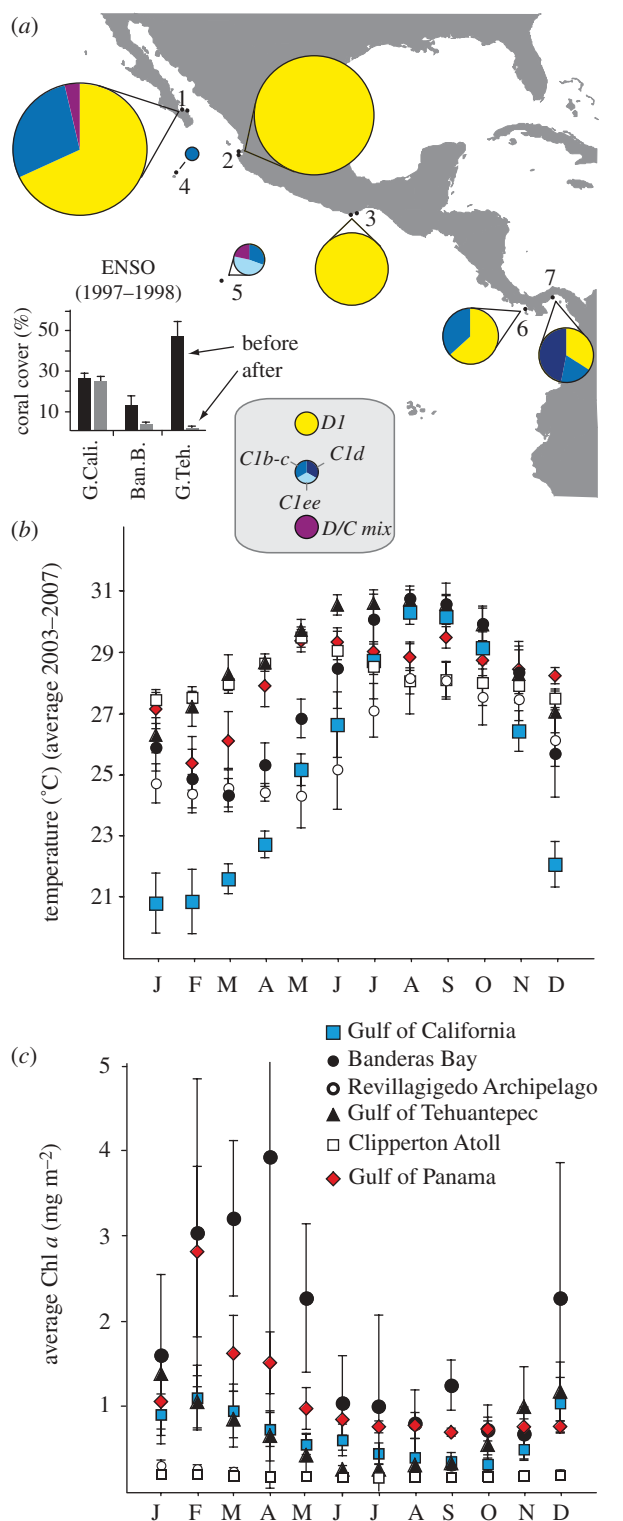 (a)
1
2
3
4
5
6
7
ENSO
(1997–1998)
coral cover (%)
50
30
10
before
after
G.Cali.
Ban.B.
G.Teh.
D1
C1b-c
C1d
C1ee
D/C mix
(b)
temperature (°C) (average 2003–2007)
31
29
27
25
23
21
J F M A M J J A S O N D
Gulf of California
Banderas Bay
Revillagigedo Archipelago
Gulf of Tehuantepec
Clipperton Atoll
Gulf of Panama
(c)
average Chl a (mg m–2)
5
4
3
2
1
J F M A M J J A S O N D